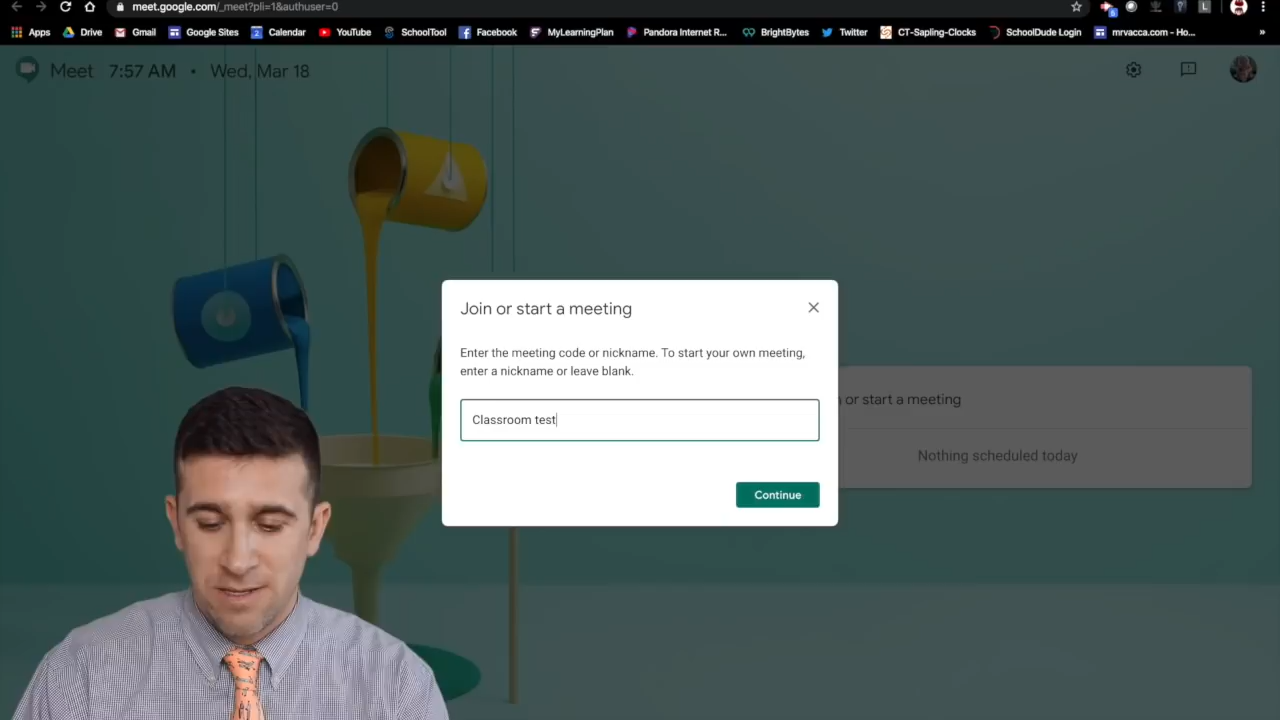 meet.google.com/_meet?pli=1&authuser=0
Apps Drive Gmail Google Sites Calendar YouTube SchoolTool Facebook MyLearningPlan Pandora Internet R... BrightBytes Twitter CT-Sapling-Clocks SchoolDude Login mrvacca.com - Ho... »
Meet 7:57 AM • Wed, Mar 18
Join or start a meeting
Enter the meeting code or nickname. To start your own meeting,
enter a nickname or leave blank.
or start a meeting
Classroom test
Nothing scheduled today
Continue